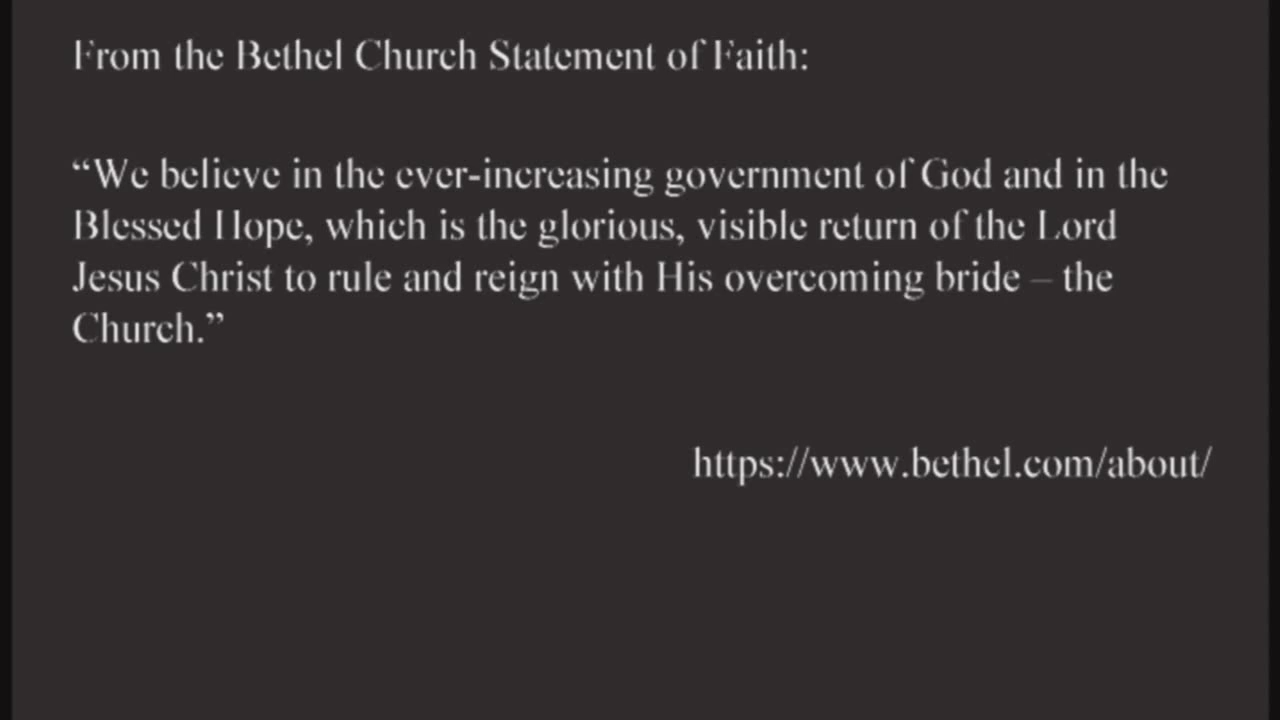 From the Bethel Church Statement of Faith:
“We believe in the ever-increasing government of God and in the
Blessed Hope, which is the glorious, visible return of the Lord
Jesus Christ to rule and reign with His overcoming bride – the
Church.”
https://www.bethel.com/about/